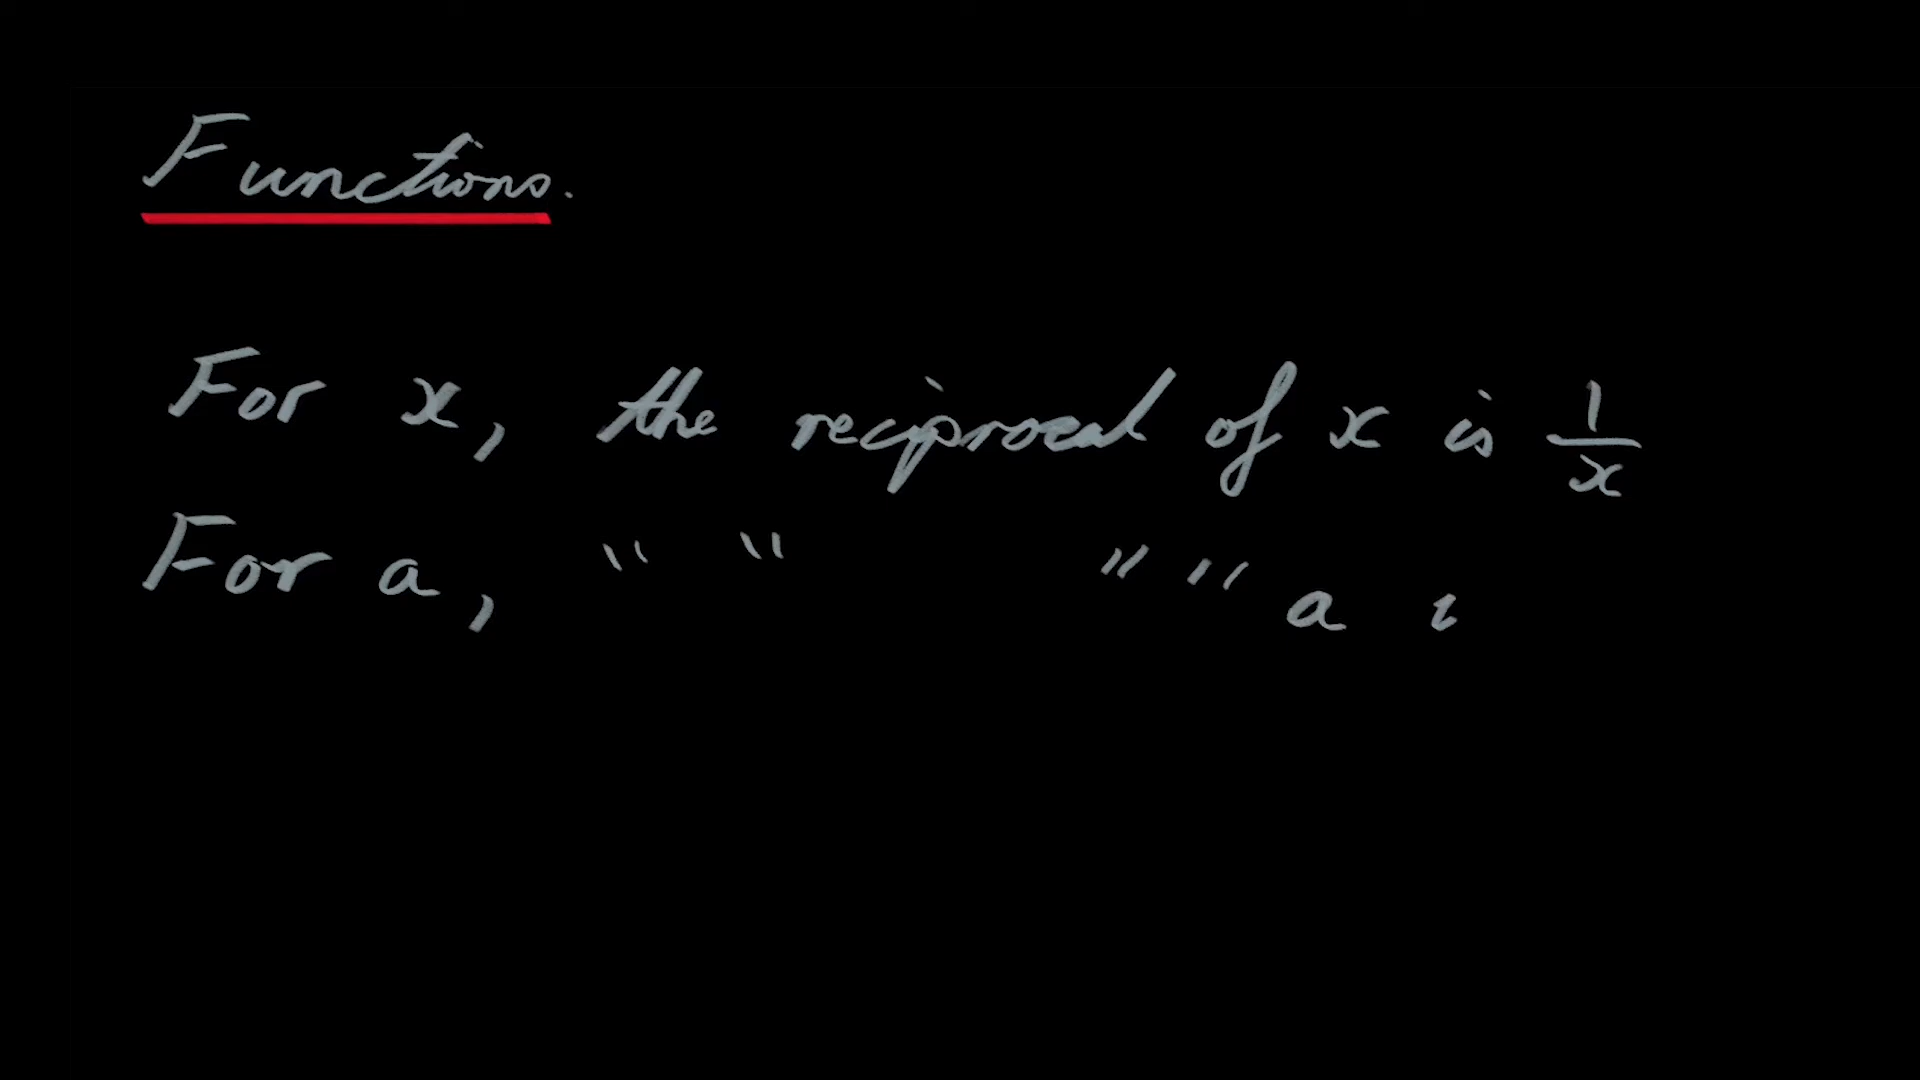 Functions.
For x, the reciprocal of x is 1/x
For a, " " " " a i